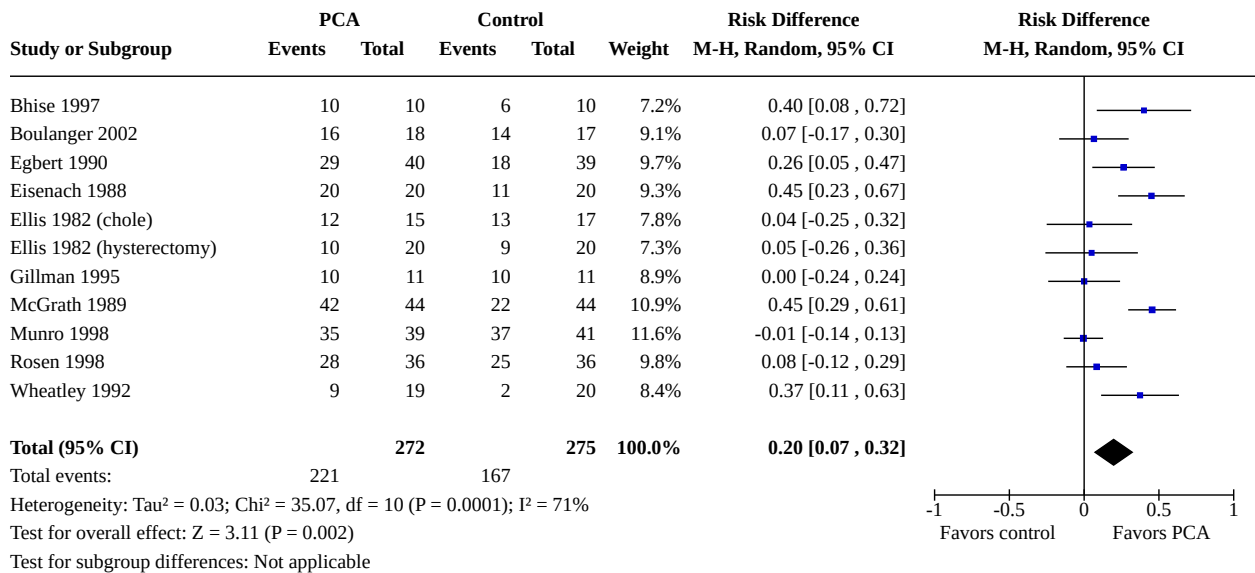 PCA Control Risk Difference Risk Difference
Study or Subgroup Events Total Events Total Weight M-H, Random, 95% CI M-H, Random, 95% CI
Bhise 1997 10 10 6 10 7.2% 0.40 [0.08 , 0.72]
Boulanger 2002 16 18 14 17 9.1% 0.07 [-0.17 , 0.30]
Egbert 1990 29 40 18 39 9.7% 0.26 [0.05 , 0.47]
Eisenach 1988 20 20 11 20 9.3% 0.45 [0.23 , 0.67]
Ellis 1982 (chole) 12 15 13 17 7.8% 0.04 [-0.25 , 0.32]
Ellis 1982 (hysterectomy) 10 20 9 20 7.3% 0.05 [-0.26 , 0.36]
Gillman 1995 10 11 10 11 8.9% 0.00 [-0.24 , 0.24]
McGrath 1989 42 44 22 44 10.9% 0.45 [0.29 , 0.61]
Munro 1998 35 39 37 41 11.6% -0.01 [-0.14 , 0.13]
Rosen 1998 28 36 25 36 9.8% 0.08 [-0.12 , 0.29]
Wheatley 1992 9 19 2 20 8.4% 0.37 [0.11 , 0.63]
Total (95% CI) 272 275 100.0% 0.20 [0.07 , 0.32]
Total events: 221 167
Heterogeneity: Tau² = 0.03; Chi² = 35.07, df = 10 (P = 0.0001); I² = 71%
Test for overall effect: Z = 3.11 (P = 0.002)
Test for subgroup differences: Not applicable
-1 -0.5 0 0.5 1
Favors control Favors PCA